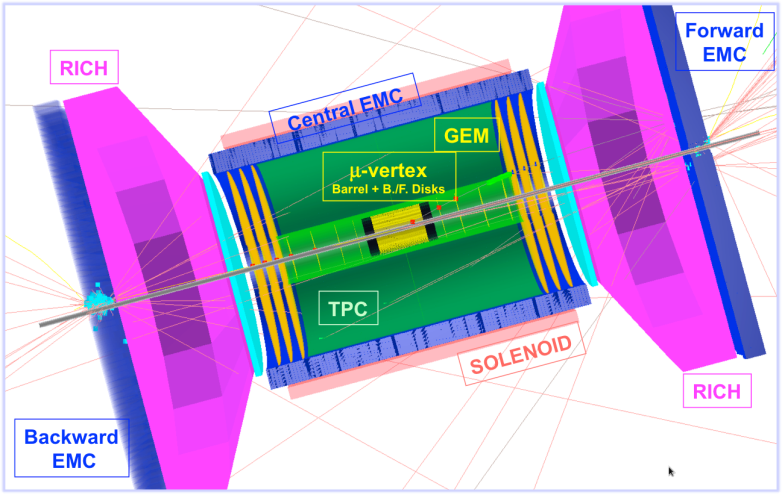 Forward
EMC
RICH
Central EMC
GEM
μ-vertex
Barrel + B./F. Disks
TPC
SOLENOID
RICH
Backward
EMC